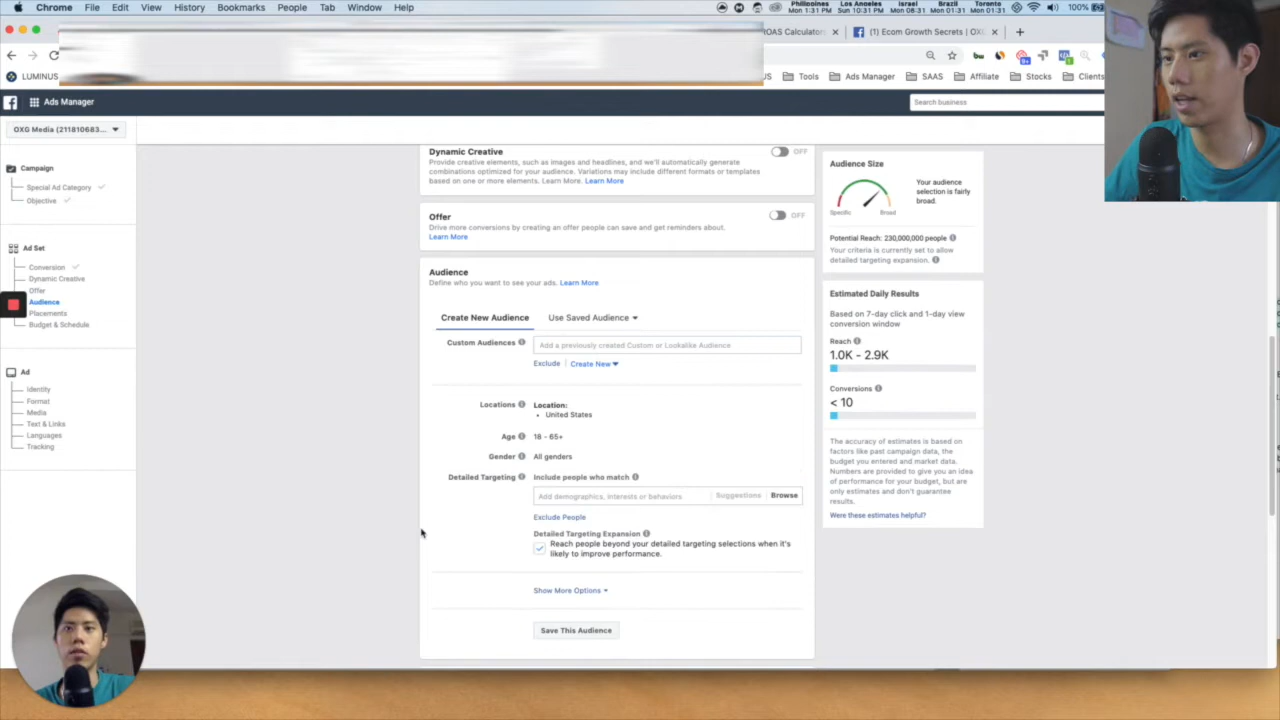 Chrome File Edit View History Bookmarks People Tab Window Help
Philippines Mon 1:31 PM Los Angeles Sun 10:31 PM Israel Mon 08:31 Brazil Mon 01:31 Toronto Mon 01:31 100%
ROAS Calculator × (1) Ecom Growth Secrets | OX × +
LUMINUS
US Tools Ads Manager SAAS Affiliate Stocks Clients
Ads Manager
Search business
OXG Media (211810683...
Campaign
Special Ad Category
Objective
Ad Set
Conversion
Dynamic Creative
Offer
Audience
Placements
Budget & Schedule
Ad
Identity
Format
Media
Text & Links
Languages
Tracking
Dynamic Creative OFF
Provide creative elements, such as images and headlines, and we'll automatically generate
combinations optimized for your audience. Variations may include different formats or templates
based on one or more elements. Learn More. Learn More
Offer OFF
Drive more conversions by creating an offer people can save and get reminders about.
Learn More
Audience
Define who you want to see your ads. Learn More
Create New Audience Use Saved Audience
Custom Audiences Add a previously created Custom or Lookalike Audience
Exclude | Create New
Locations Location:
• United States
Age 18 - 65+
Gender All genders
Detailed Targeting Include people who match
Add demographics, interests or behaviors Suggestions Browse
Exclude People
Detailed Targeting Expansion
Reach people beyond your detailed targeting selections when it's
likely to improve performance.
Show More Options
Save This Audience
Audience Size
Your audience
selection is fairly
broad.
Specific Broad
Potential Reach: 230,000,000 people
Your criteria is currently set to allow
detailed targeting expansion.
Estimated Daily Results
Based on 7-day click and 1-day view
conversion window
Reach
1.0K - 2.9K
Conversions
< 10
The accuracy of estimates is based on
factors like past campaign data, the
budget you entered and market data.
Numbers are provided to give you an idea
of performance for your budget, but are
only estimates and don't guarantee
results.
Were these estimates helpful?